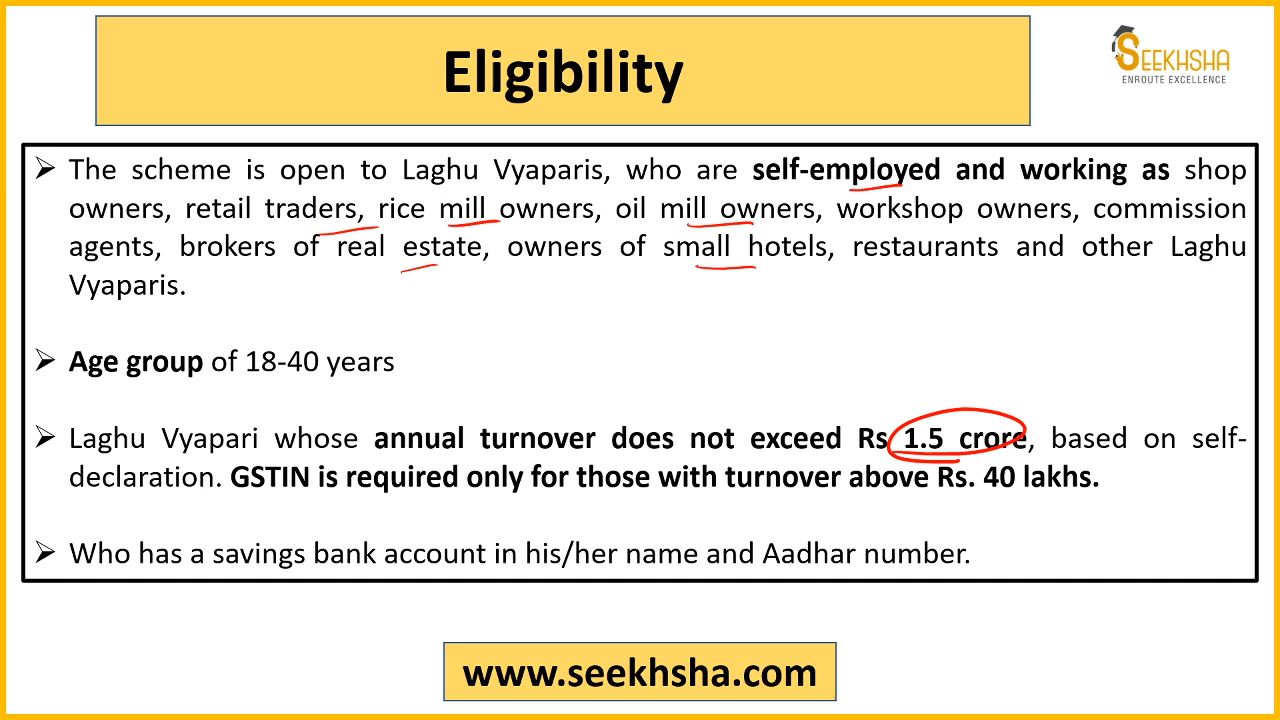 Eligibility
SEEKHSHA
ENROUTE EXCELLENCE
➢ The scheme is open to Laghu Vyaparis, who are self-employed and working as shop
owners, retail traders, rice mill owners, oil mill owners, workshop owners, commission
agents, brokers of real estate, owners of small hotels, restaurants and other Laghu
Vyaparis.
➢ Age group of 18-40 years
➢ Laghu Vyapari whose annual turnover does not exceed Rs 1.5 crore, based on self-
declaration. GSTIN is required only for those with turnover above Rs. 40 lakhs.
➢ Who has a savings bank account in his/her name and Aadhar number.
www.seekhsha.com